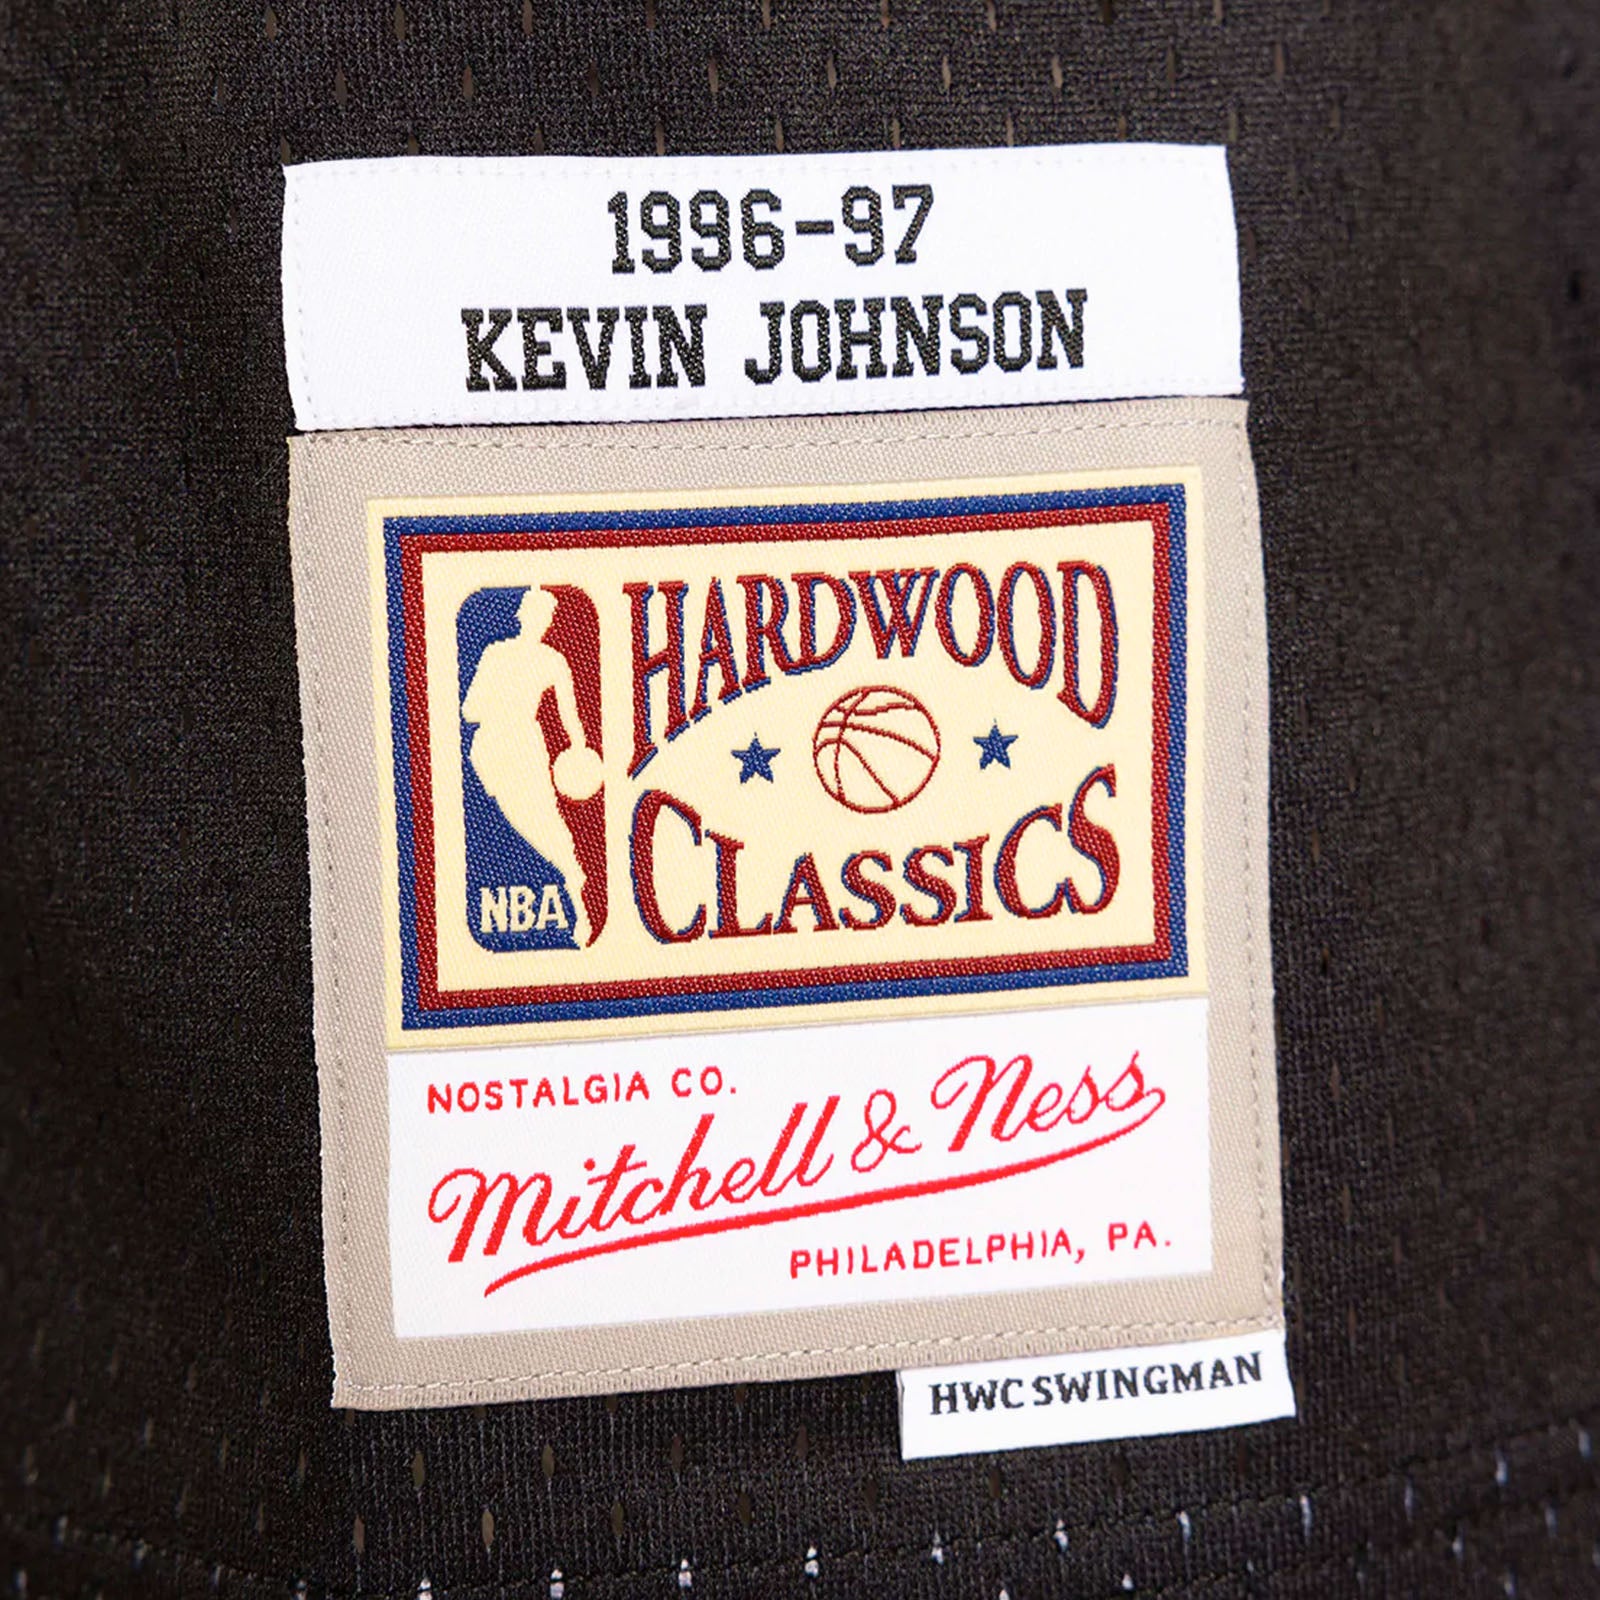 1996-97
KEVIN JOHNSON
HARDWOOD
CLASSICS
NBA
NOSTALGIA CO.
Mitchell & Ness
PHILADELPHIA, PA.
HWC SWINGMAN